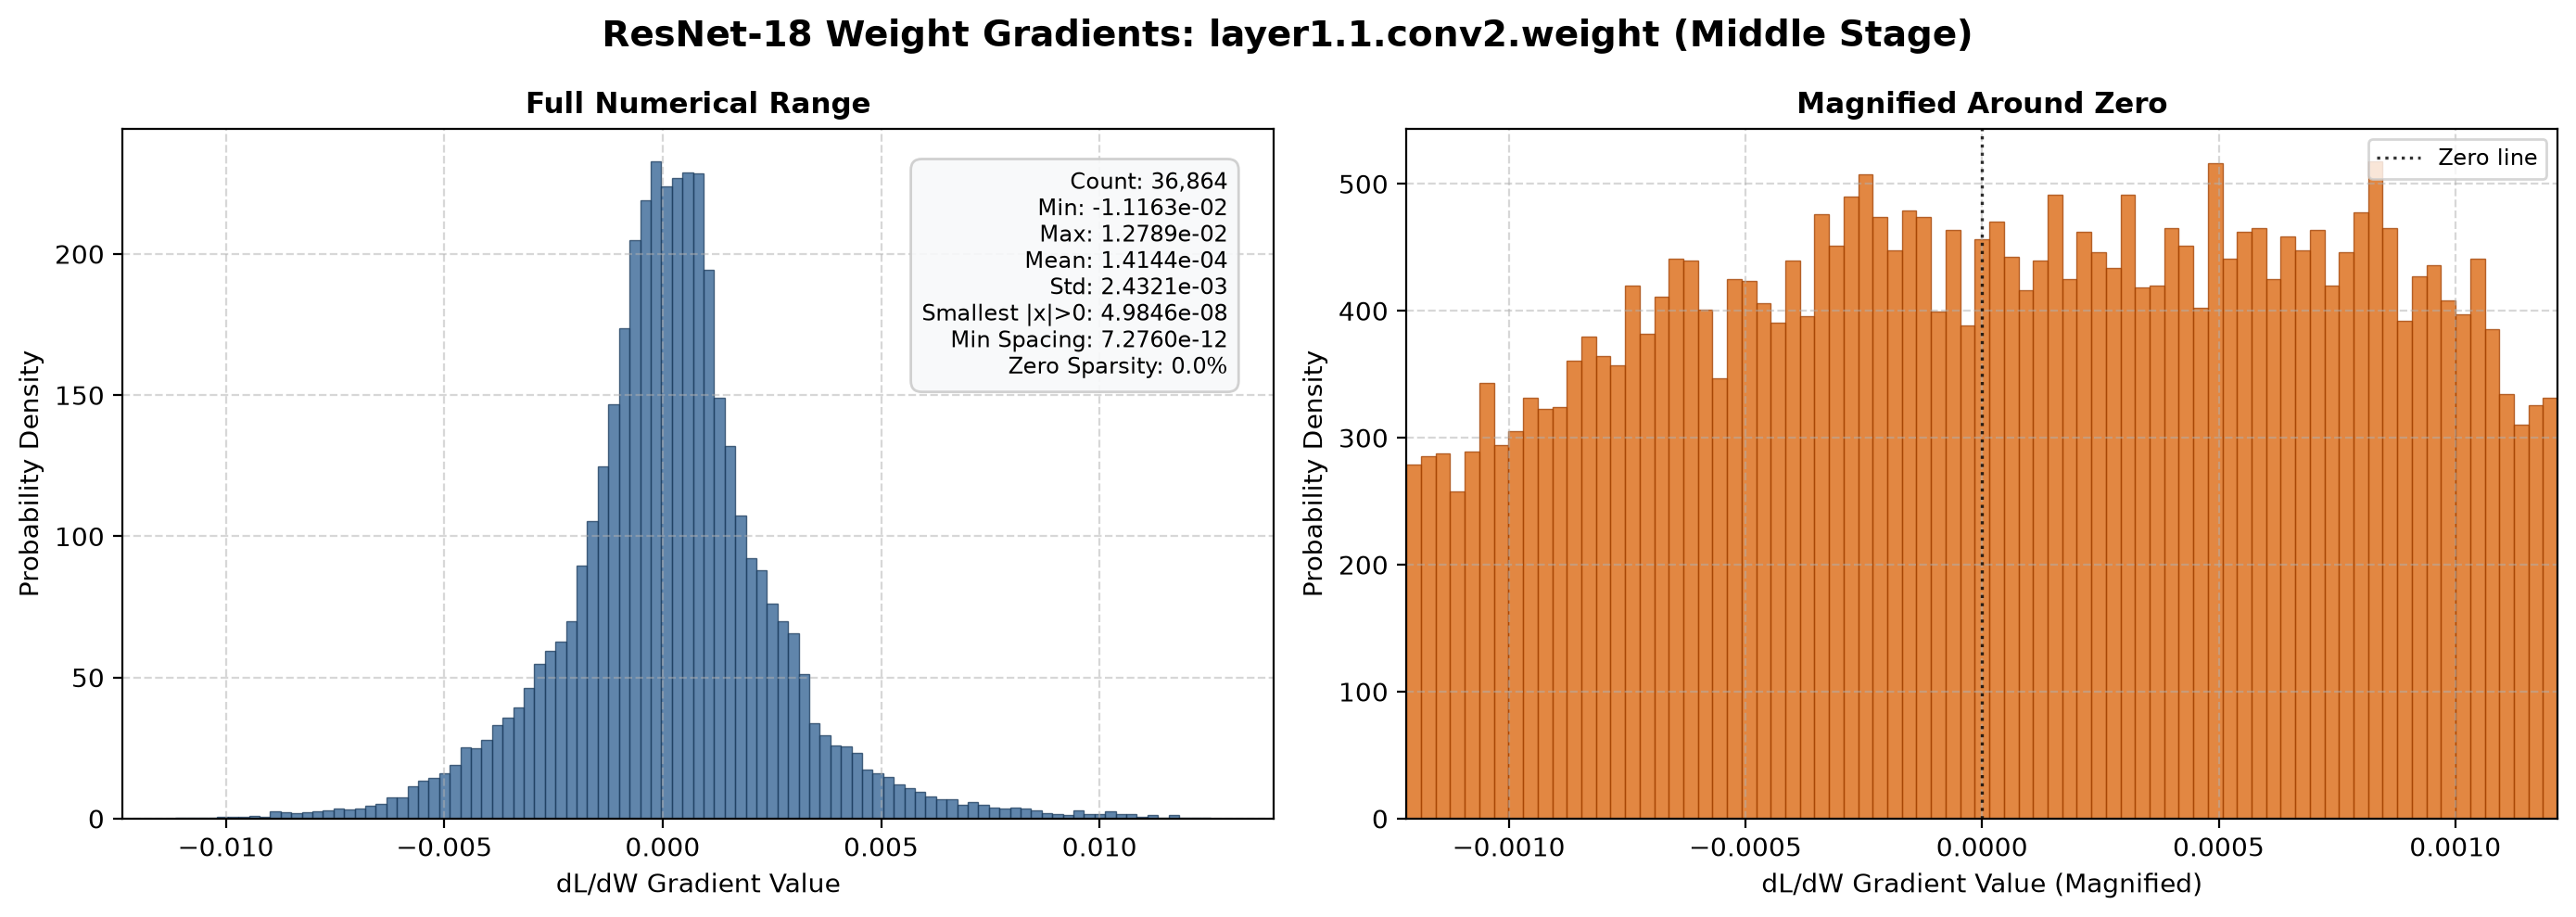 ResNet-18 Weight Gradients: layer1.1.conv2.weight (Middle Stage)
Full Numerical Range
Probability Density
200
150
100
50
0
Count: 36,864
Min: -1.1163e-02
Max: 1.2789e-02
Mean: 1.4144e-04
Std: 2.4321e-03
Smallest |x|>0: 4.9846e-08
Min Spacing: 7.2760e-12
Zero Sparsity: 0.0%
−0.010 −0.005 0.000 0.005 0.010
dL/dW Gradient Value
Magnified Around Zero
Probability Density
500
400
300
200
100
0
Zero line
−0.0010 −0.0005 0.0000 0.0005 0.0010
dL/dW Gradient Value (Magnified)